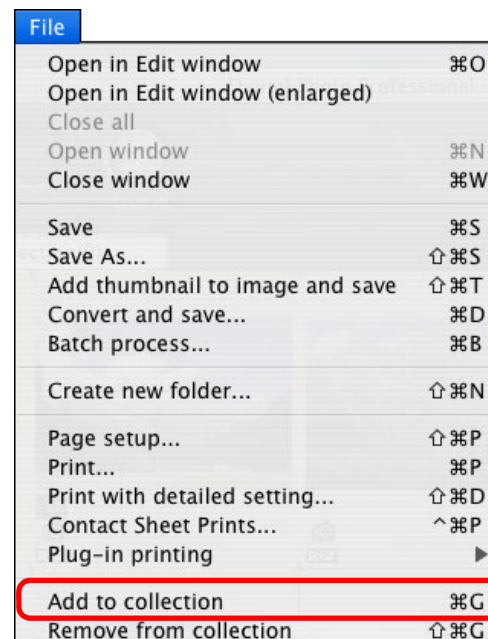 File
Open in Edit window ⌘O
Open in Edit window (enlarged)
Close all
Open window ⌘N
Close window ⌘W
Save ⌘S
Save As... ⇧⌘S
Add thumbnail to image and save ⇧⌘T
Convert and save... ⌘D
Batch process... ⌘B
Create new folder... ⇧⌘N
Page setup... ⇧⌘P
Print... ⌘P
Print with detailed setting... ⇧⌘D
Contact Sheet Prints... ^⌘P
Plug-in printing ▶
Add to collection ⌘G
Remove from collection ⇧⌘G